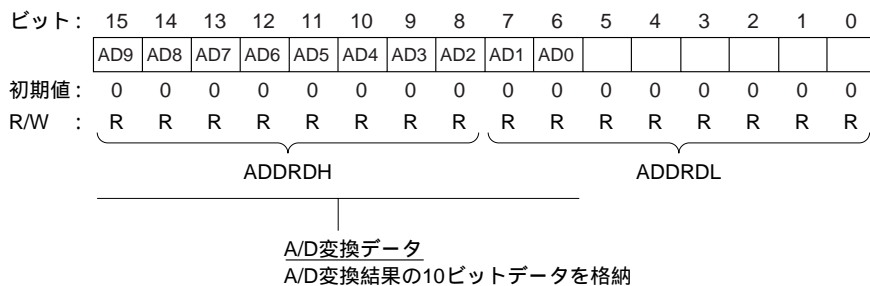 ビット : 15 14 13 12 11 10 9 8 7 6 5 4 3 2 1 0
AD9 AD8 AD7 AD6 AD5 AD4 AD3 AD2 AD1 AD0
初期値 : 0 0 0 0 0 0 0 0 0 0 0 0 0 0 0 0
R/W : R R R R R R R R R R R R R R R R
ADDRDH ADDRDL
A/D変換データ
A/D変換結果の10ビットデータを格納